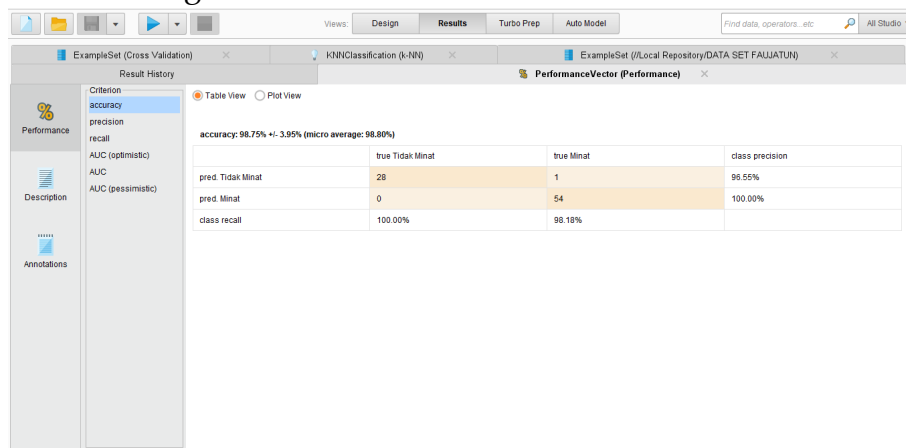 Views:
Design
Results
Turbo Prep
Auto Model
Find data, operators...etc
All Studio
ExampleSet (Cross Validation)
KNNClassification (k-NN)
ExampleSet (//Local Repository/DATA SET FAUJATUN)
Result History
% PerformanceVector (Performance)
%
Performance
Description
Annotations
Criterion
accuracy
precision
recall
AUC (optimistic)
AUC
AUC (pessimistic)
Table View
Plot View
accuracy: 98.75% +/- 3.95% (micro average: 98.80%)
true Tidak Minat true Minat class precision
pred. Tidak Minat 28 1 96.55%
pred. Minat 0 54 100.00%
class recall 100.00% 98.18%